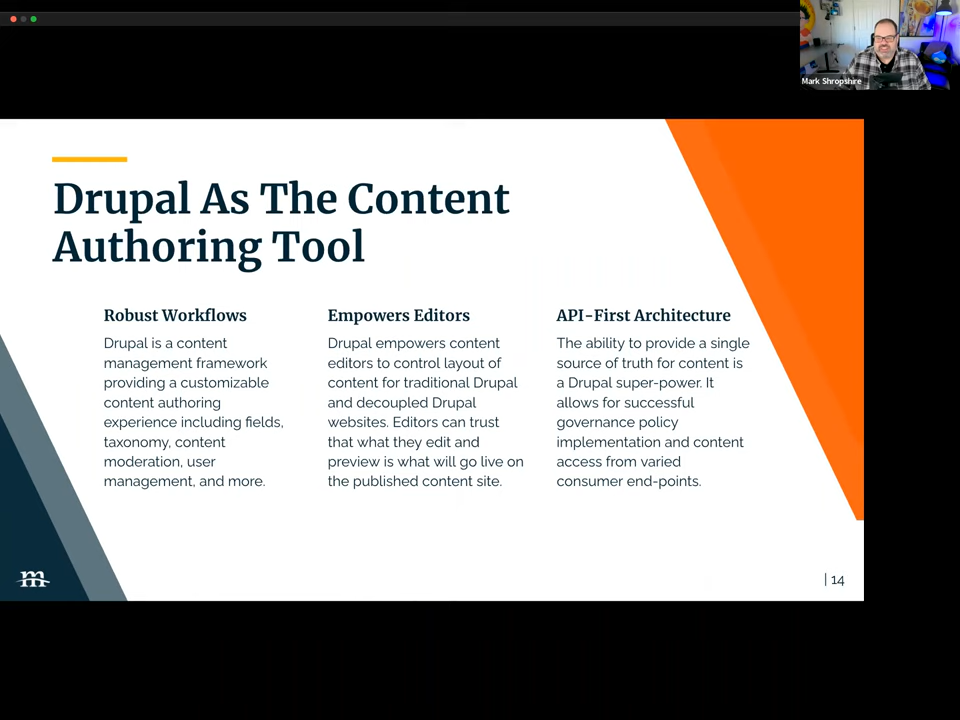 Mark Shropshire
Drupal As The Content
Authoring Tool
Robust Workflows
Drupal is a content
management framework
providing a customizable
content authoring
experience including fields,
taxonomy, content
moderation, user
management, and more.
Empowers Editors
Drupal empowers content
editors to control layout of
content for traditional Drupal
and decoupled Drupal
websites. Editors can trust
that what they edit and
preview is what will go live on
the published content site.
API-First Architecture
The ability to provide a single
source of truth for content is
a Drupal super-power. It
allows for successful
governance policy
implementation and content
access from varied
consumer end-points.
m
| 14